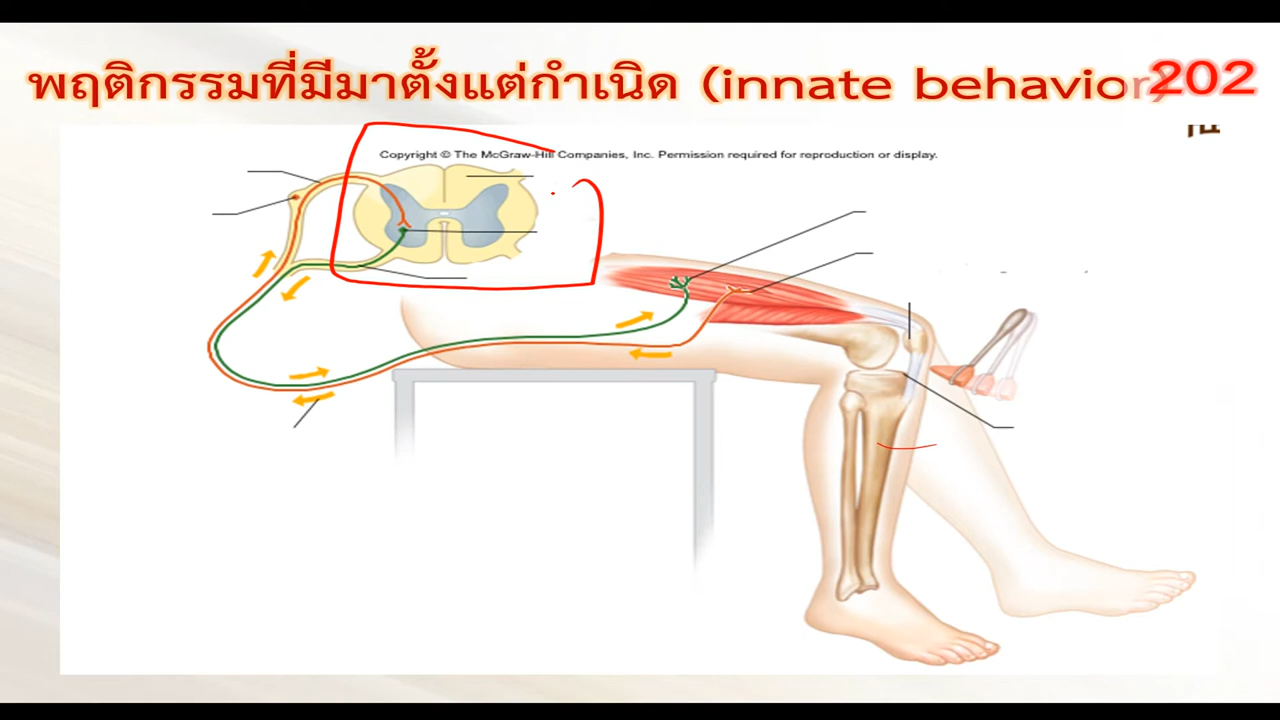 พฤติกรรมที่มีมาตั้งแต่กำเนิด (innate behavior) 202
Copyright © The McGraw-Hill Companies, Inc. Permission required for reproduction or display.